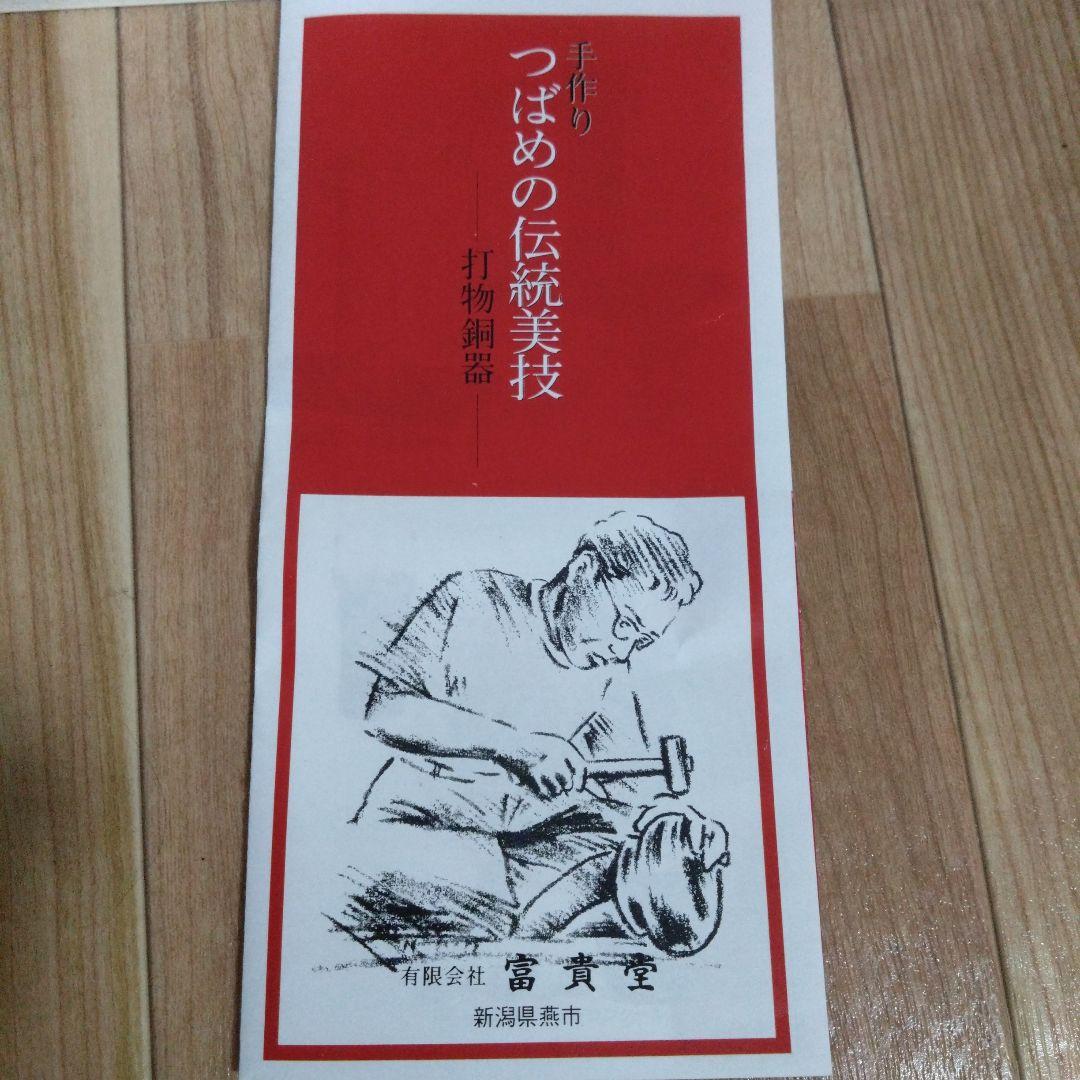 手作り
つばめの伝統美技
打物銅器
有限会社 富貴堂
新潟県燕市